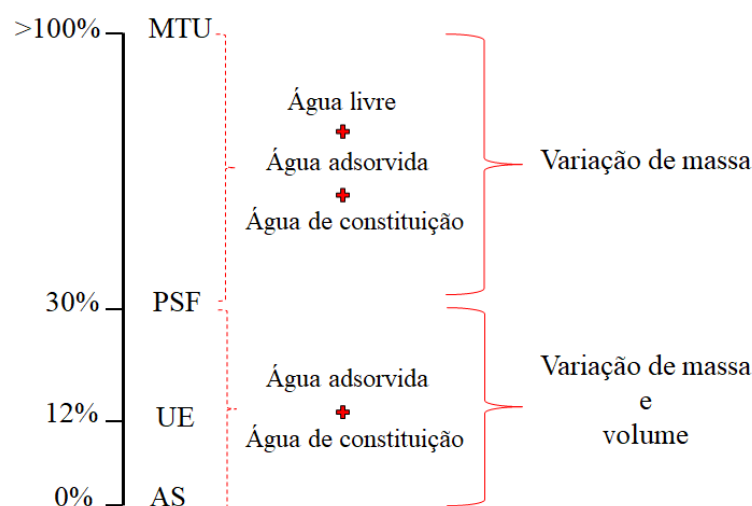 >100% MTU
Água livre
Água adsorvida
Água de constituição
Variação de massa
30% PSF
Água adsorvida
Água de constituição
Variação de massa
e
volume
12% UE
0% AS